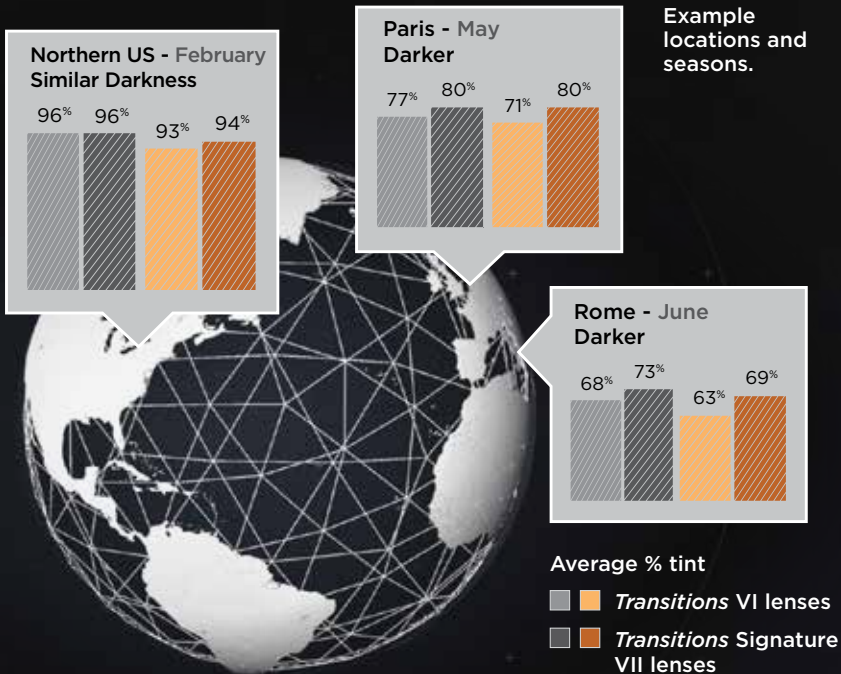 Example
locations and
seasons.
Northern US - February
Similar Darkness
96% 96% 93% 94%
Paris - May
Darker
77% 80% 71% 80%
Rome - June
Darker
68% 73% 63% 69%
Average % tint
Transitions VI lenses
Transitions Signature
VII lenses